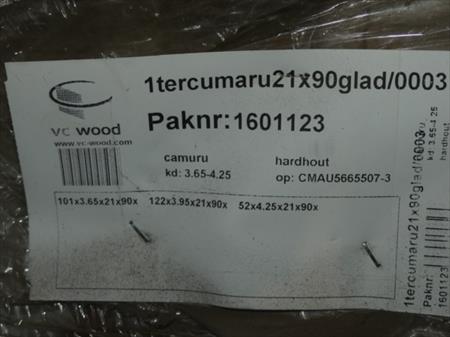 1tercumaru21x90glad/0003
Paknr:1601123
vc wood
www.vc-wood.com
camuru hardhout
kd: 3.65-4.25 op: CMAU5665507-3
101x3.65x21x90x 122x3.95x21x90x 52x4.25x21x90x
1tercumaru21x90glad/0003
kd: 3.65-4.25
hardhout
Paknr:
1601123